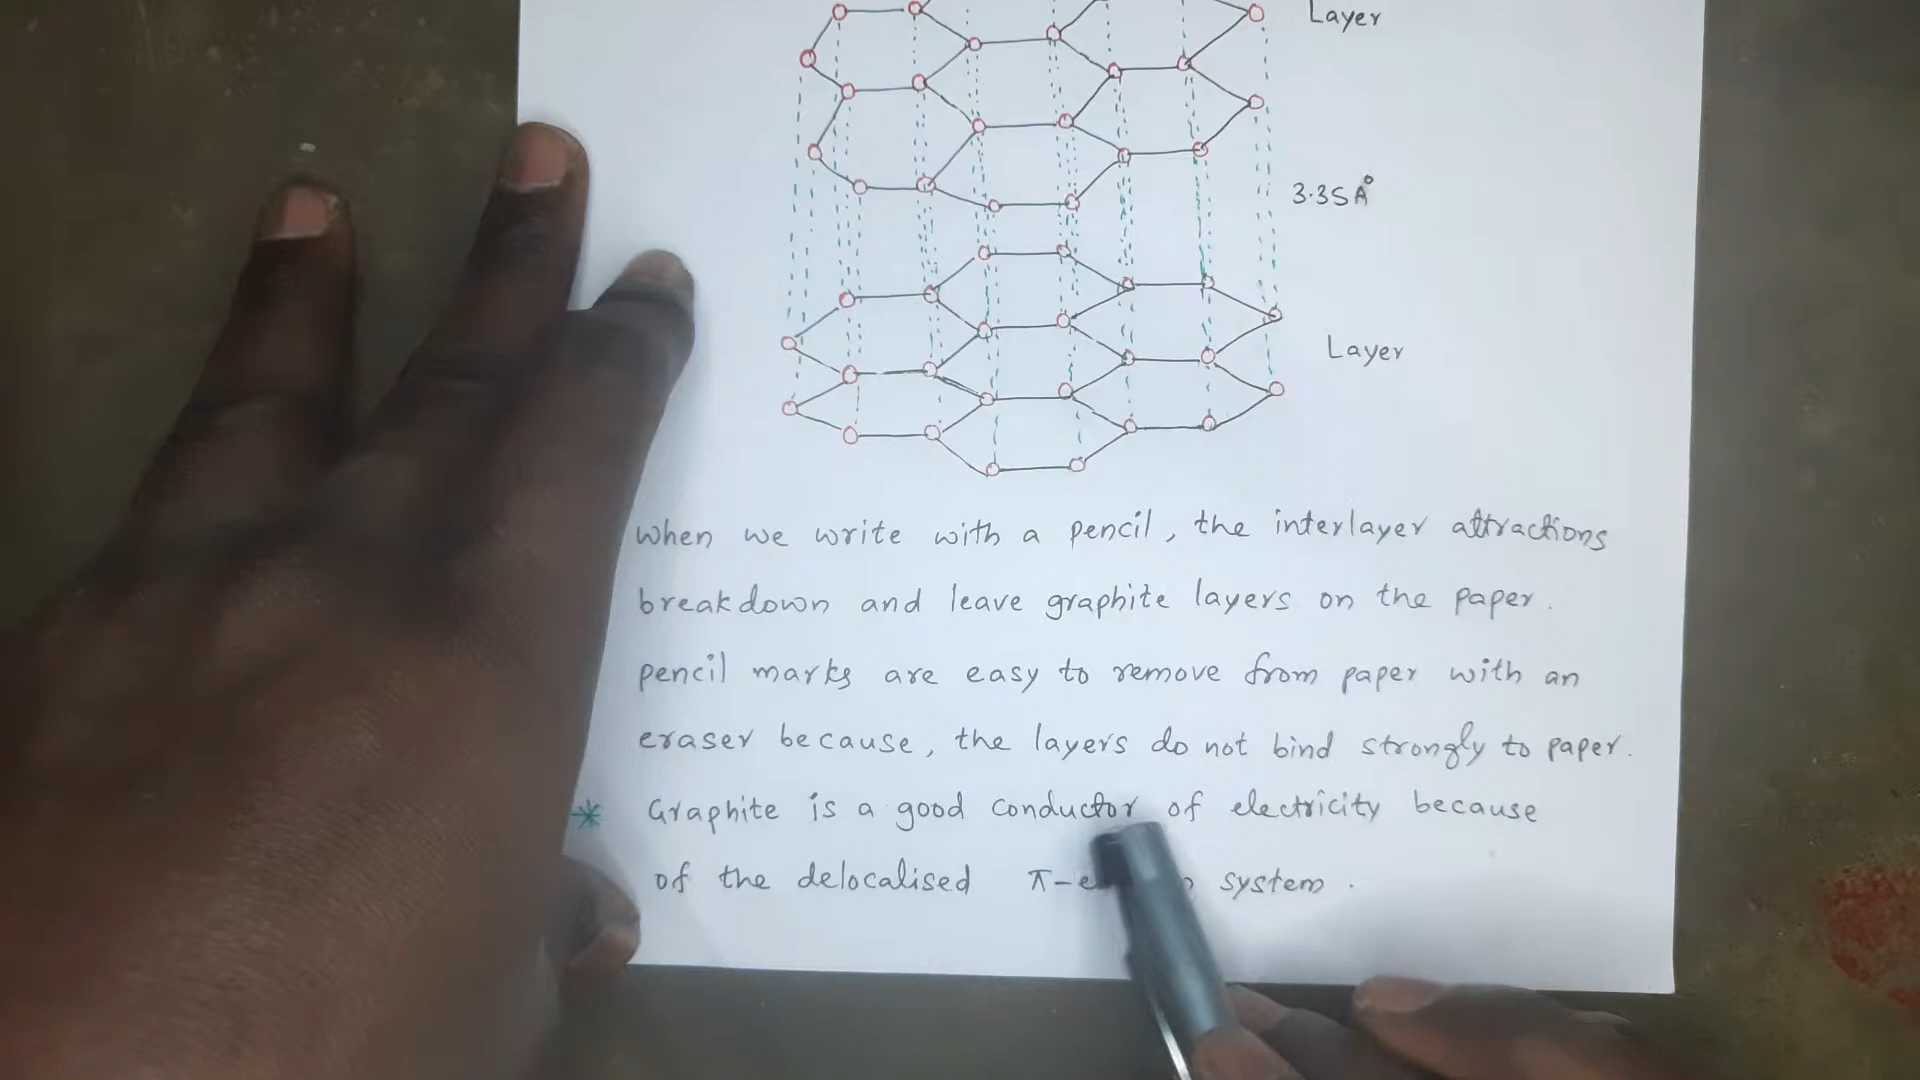 Layer
3.35 A°
Layer
When we write with a pencil, the interlayer attractions
breakdown and leave graphite layers on the paper.
pencil marks are easy to remove from paper with an
eraser because, the layers do not bind strongly to paper.
* Graphite is a good conductor of electricity because
of the delocalised π- system.